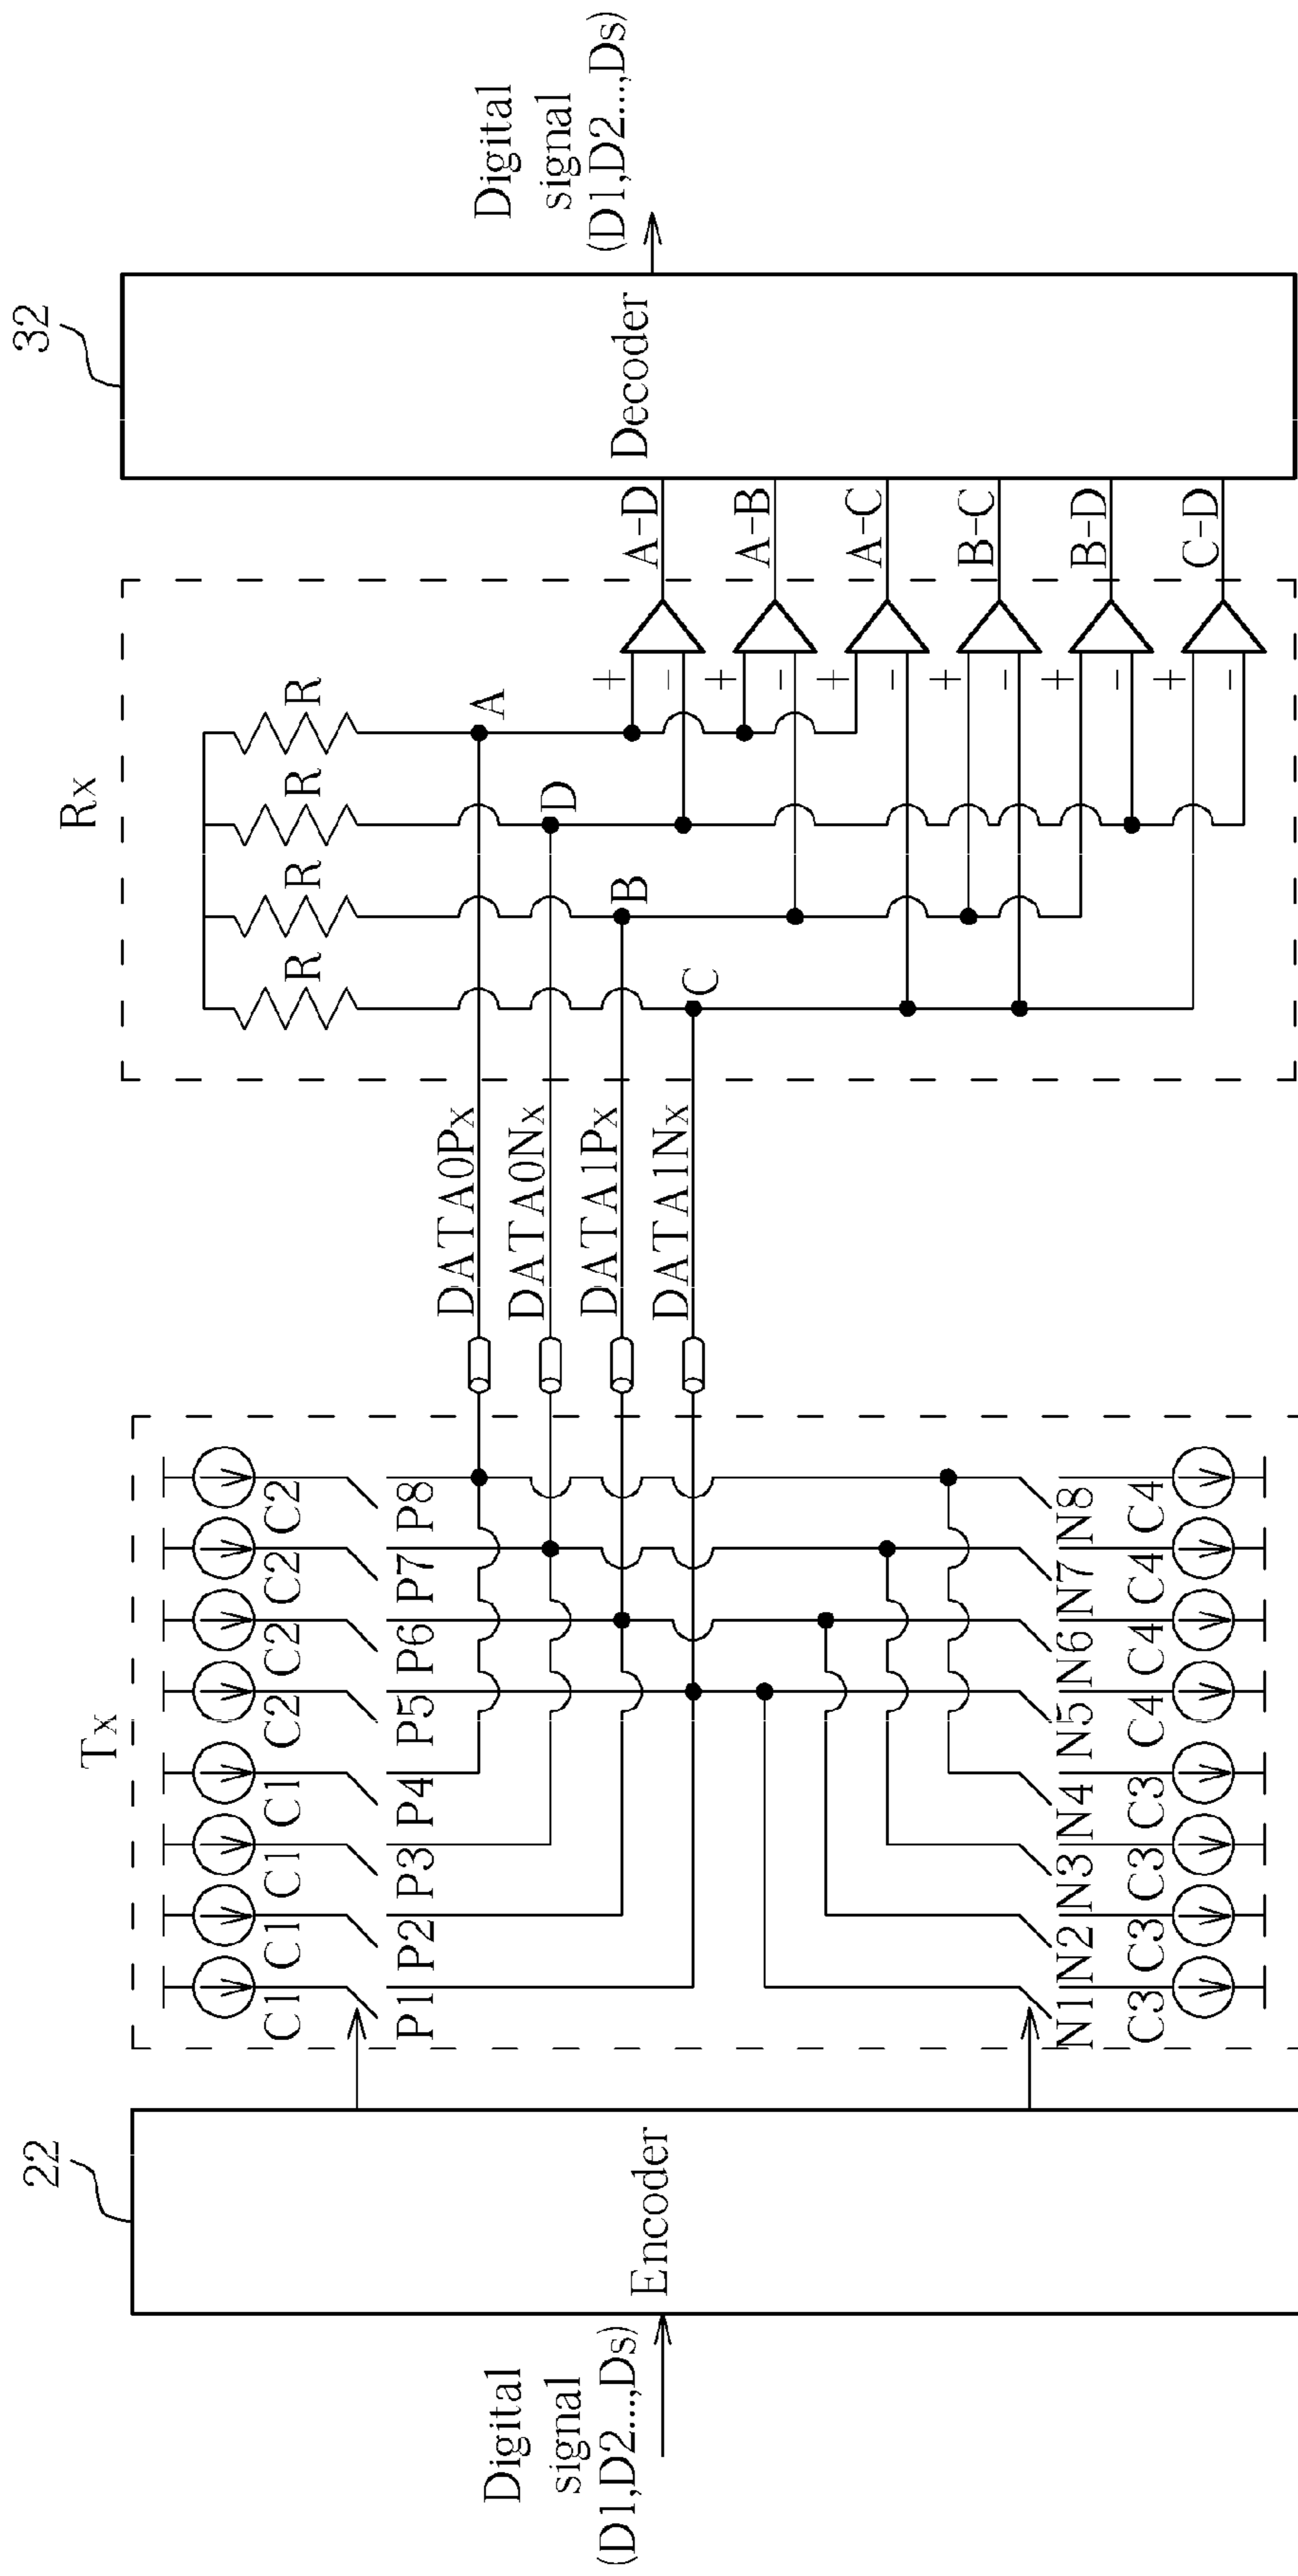 Digital
signal
(D1,D2...,Ds)
22
Encoder
Tx
C1 C1 C1 C1 C2 C2 C2 C2
P1 P2 P3 P4 P5 P6 P7 P8
N1 N2 N3 N4 N5 N6 N7 N8
C3 C3 C3 C3 C4 C4 C4 C4
DATA0Px
DATA0Nx
DATA1Px
DATA1Nx
Rx
R R R R
A
D
B
C
+
−
+
−
+
−
+
−
+
−
+
−
A-D
A-B
A-C
B-C
B-D
C-D
32
Decoder
Digital
signal
(D1,D2...,Ds)